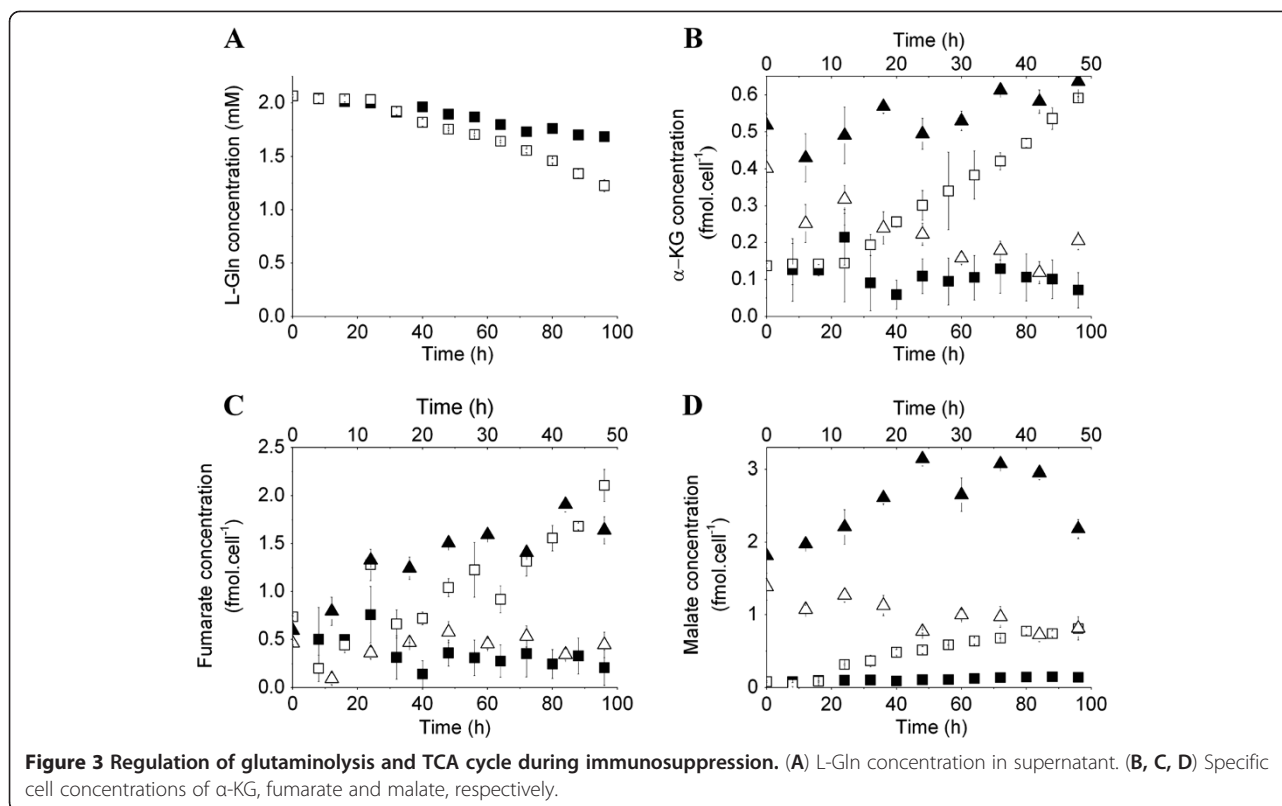 A
L-Gln concentration (mM)
2.0
1.5
1.0
0.5
0.0
0 20 40 60 80 100
Time (h)
B
Time (h)
0 10 20 30 40 50
α–KG concentration
(fmol.cell⁻¹)
0.6
0.5
0.4
0.3
0.2
0.1
0.0
0 20 40 60 80 100
Time (h)
C
Time (h)
0 10 20 30 40 50
Fumarate concentration
(fmol.cell⁻¹)
2.5
2.0
1.5
1.0
0.5
0.0
0 20 40 60 80 100
Time (h)
D
Time (h)
0 10 20 30 40 50
Malate concentration
(fmol.cell⁻¹)
3
2
1
0
0 20 40 60 80 100
Time (h)
Figure 3 Regulation of glutaminolysis and TCA cycle during immunosuppression. (A) L-Gln concentration in supernatant. (B, C, D) Specific
cell concentrations of α-KG, fumarate and malate, respectively.